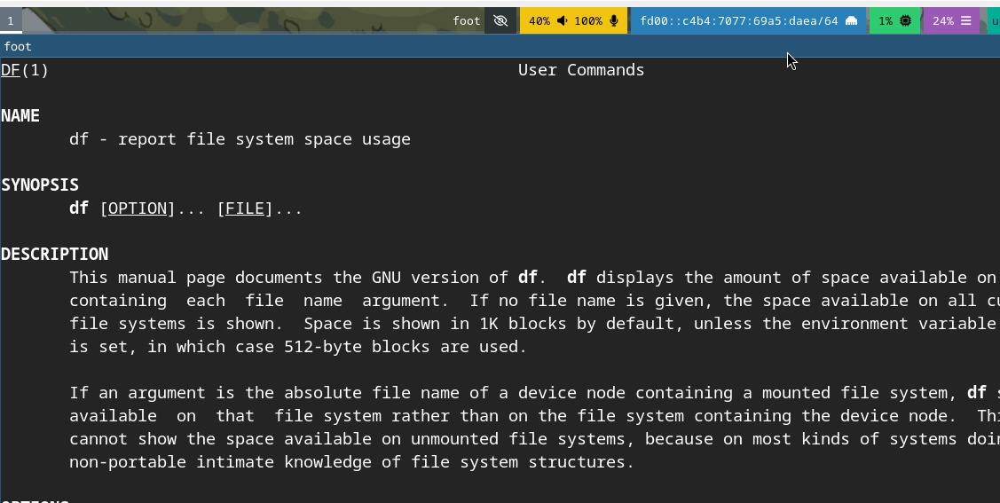 1 foot 40% 100% fd00::c4b4:7077:69a5:daea/64 1% 24%
foot
DF(1) User Commands
NAME
df - report file system space usage
SYNOPSIS
df [OPTION]... [FILE]...
DESCRIPTION
This manual page documents the GNU version of df. df displays the amount of space available on
containing each file name argument. If no file name is given, the space available on all cu
file systems is shown. Space is shown in 1K blocks by default, unless the environment variable
is set, in which case 512-byte blocks are used.
If an argument is the absolute file name of a device node containing a mounted file system, df s
available on that file system rather than on the file system containing the device node. Thi
cannot show the space available on unmounted file systems, because on most kinds of systems doin
non-portable intimate knowledge of file system structures.
OPTIONS